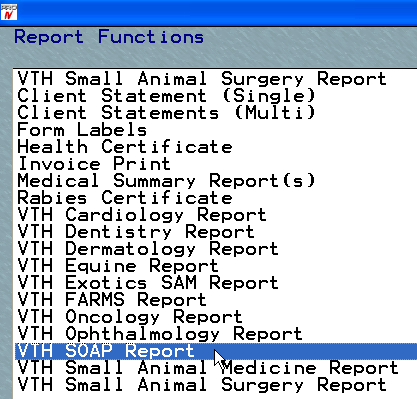 PRO
N
Report Functions
VTH Small Animal Surgery Report
Client Statement (Single)
Client Statements (Multi)
Form Labels
Health Certificate
Invoice Print
Medical Summary Report(s)
Rabies Certificate
VTH Cardiology Report
VTH Dentistry Report
VTH Dermatology Report
VTH Equine Report
VTH Exotics SAM Report
VTH FARMS Report
VTH Oncology Report
VTH Ophthalmology Report
VTH SOAP Report
VTH Small Animal Medicine Report
VTH Small Animal Surgery Report